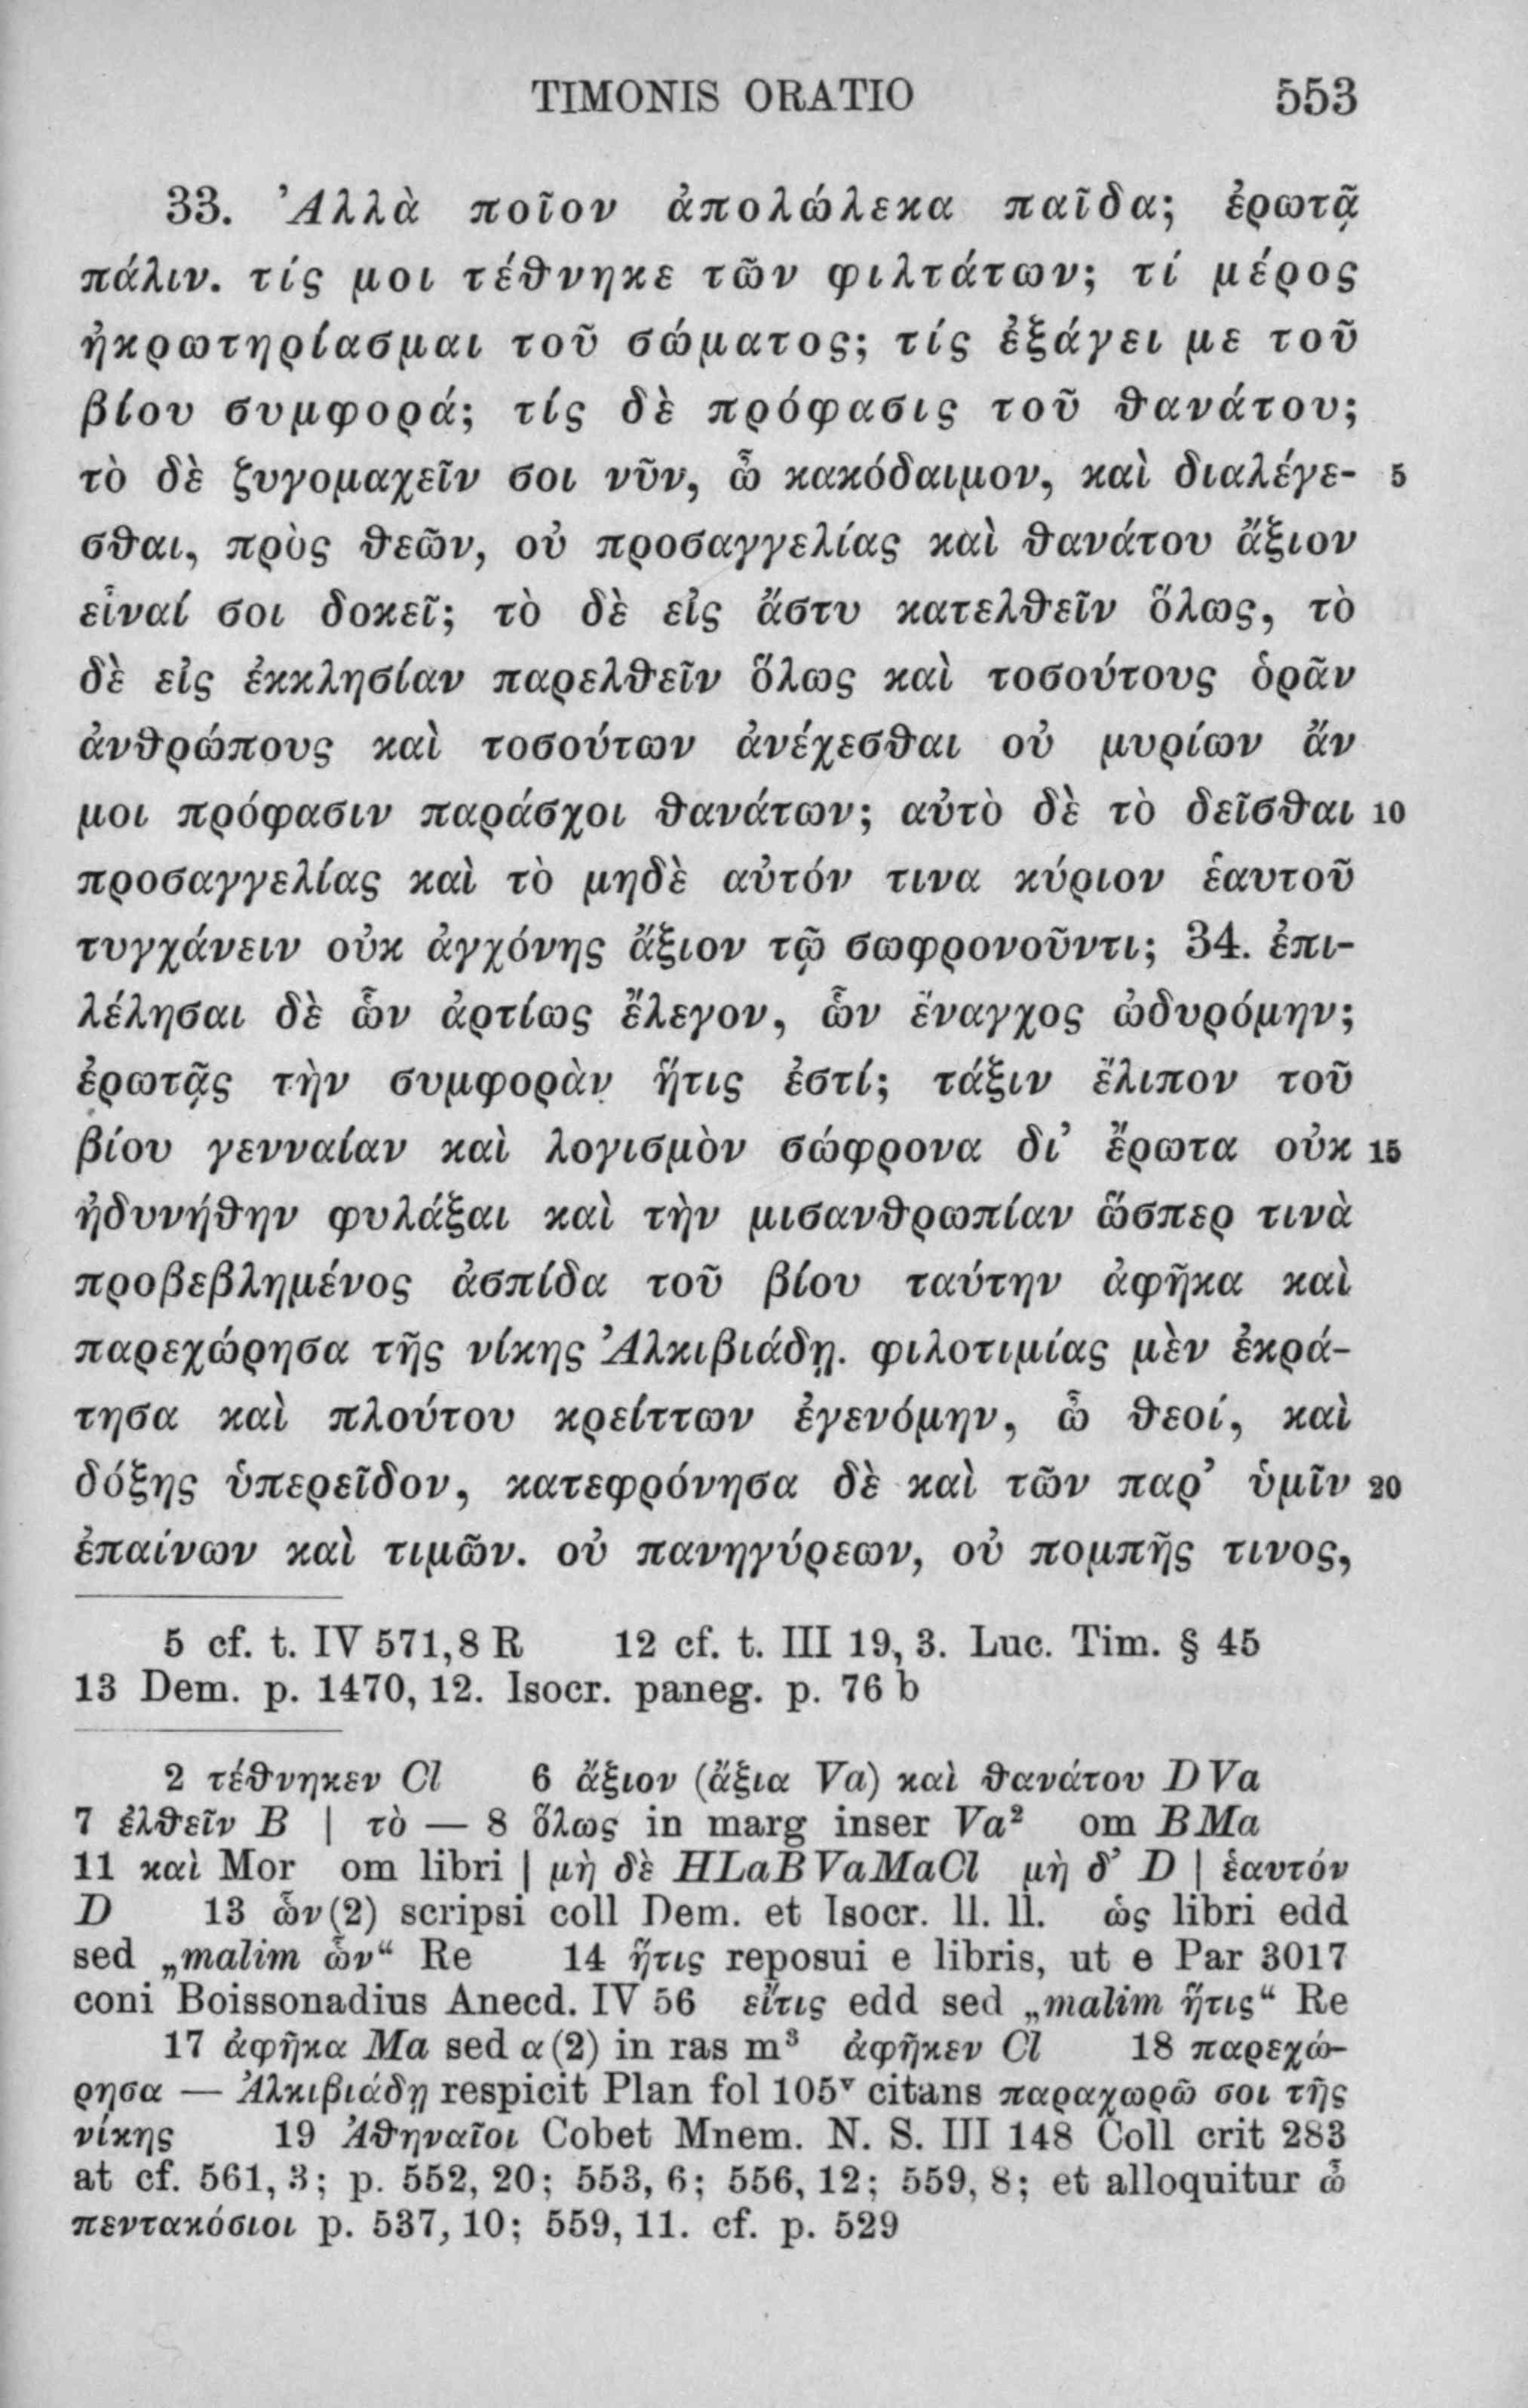 TIMONIS ORATIO 553
33. Ἀλλὰ ποῖον ἀπολώλεκα παῖδα; ἐρωτᾷ
πάλιν. τίς μοι τέθνηκε τῶν φιλτάτων; τί μέρος
ἠκρωτηρίασμαι τοῦ σώματος; τίς ἐξάγει με τοῦ
βίου συμφορά; τίς δὲ πρόφασις τοῦ θανάτου;
τὸ δὲ ζυγομαχεῖν σοι νῦν, ὦ κακόδαιμον, καὶ διαλέγε- 5
σθαι, πρὸς θεῶν, οὐ προσαγγελίας καὶ θανάτου ἄξιον
εἶναί σοι δοκεῖ; τὸ δὲ εἰς ἄστυ κατελθεῖν ὅλως, τὸ
δὲ εἰς ἐκκλησίαν παρελθεῖν ὅλως καὶ τοσούτους ὁρᾶν
ἀνθρώπους καὶ τοσούτων ἀνέχεσθαι οὐ μυρίων ἄν
μοι πρόφασιν παράσχοι θανάτων; αὐτὸ δὲ τὸ δεῖσθαι 10
προσαγγελίας καὶ τὸ μηδὲ αὐτόν τινα κύριον ἑαυτοῦ
τυγχάνειν οὐκ ἀγχόνης ἄξιον τῷ σωφρονοῦντι; 34. ἐπι-
λέλησαι δὲ ὧν ἀρτίως ἔλεγον, ὧν ἔναγχος ὠδυρόμην;
ἐρωτᾷς τὴν συμφορὰν ἥτις ἐστί; τάξιν ἔλιπον τοῦ
βίου γενναίαν καὶ λογισμὸν σώφρονα δι’ ἔρωτα οὐκ 15
ἠδυνήθην φυλάξαι καὶ τὴν μισανθρωπίαν ὥσπερ τινὰ
προβεβλημένος ἀσπίδα τοῦ βίου ταύτην ἀφῆκα καὶ
παρεχώρησα τῆς νίκης Ἀλκιβιάδῃ. φιλοτιμίας μὲν ἐκρά-
τησα καὶ πλούτου κρείττων ἐγενόμην, ὦ θεοί, καὶ
δόξης ὑπερεῖδον, κατεφρόνησα δὲ καὶ τῶν παρ’ ὑμῖν 20
ἐπαίνων καὶ τιμῶν. οὐ πανηγύρεων, οὐ πομπῆς τινος,
5 cf. t. IV 571,8 R 12 cf. t. III 19, 3. Luc. Tim. § 45
13 Dem. p. 1470, 12. Isocr. paneg. p. 76 b
2 τέθνηκεν Cl 6 ἄξιον (ἄξια Va) καὶ θανάτου D Va
7 ἐλθεῖν B | τὸ — 8 ὅλως in marg inser Va² om B Ma
11 καὶ Mor om libri | μὴ δὲ HLaBVaMaCl μὴ δ’ D | ἑαυτόν
D 13 ὧν (2) scripsi coll Dem. et Isocr. ll. ll. ὡς libri edd
sed „malim ὧν“ Re 14 ἥτις reposui e libris, ut e Par 3017
coni Boissonadius Anecd. IV 56 εἴτις edd sed „malim ἥτις“ Re
17 ἀφῆκα Ma sed α (2) in ras m³ ἀφῆκεν Cl 18 παρεχώ-
ρησα — Ἀλκιβιάδῃ respicit Plan fol 105ᵛ citans παραχωρῶ σοι τῆς
νίκης 19 Ἀθηναῖοι Cobet Mnem. N. S. III 148 Coll crit 283
at cf. 561, 3; p. 552, 20; 553, 6; 556, 12; 559, 8; et alloquitur ὦ
πεντακόσιοι p. 537, 10; 559, 11. cf. p. 529